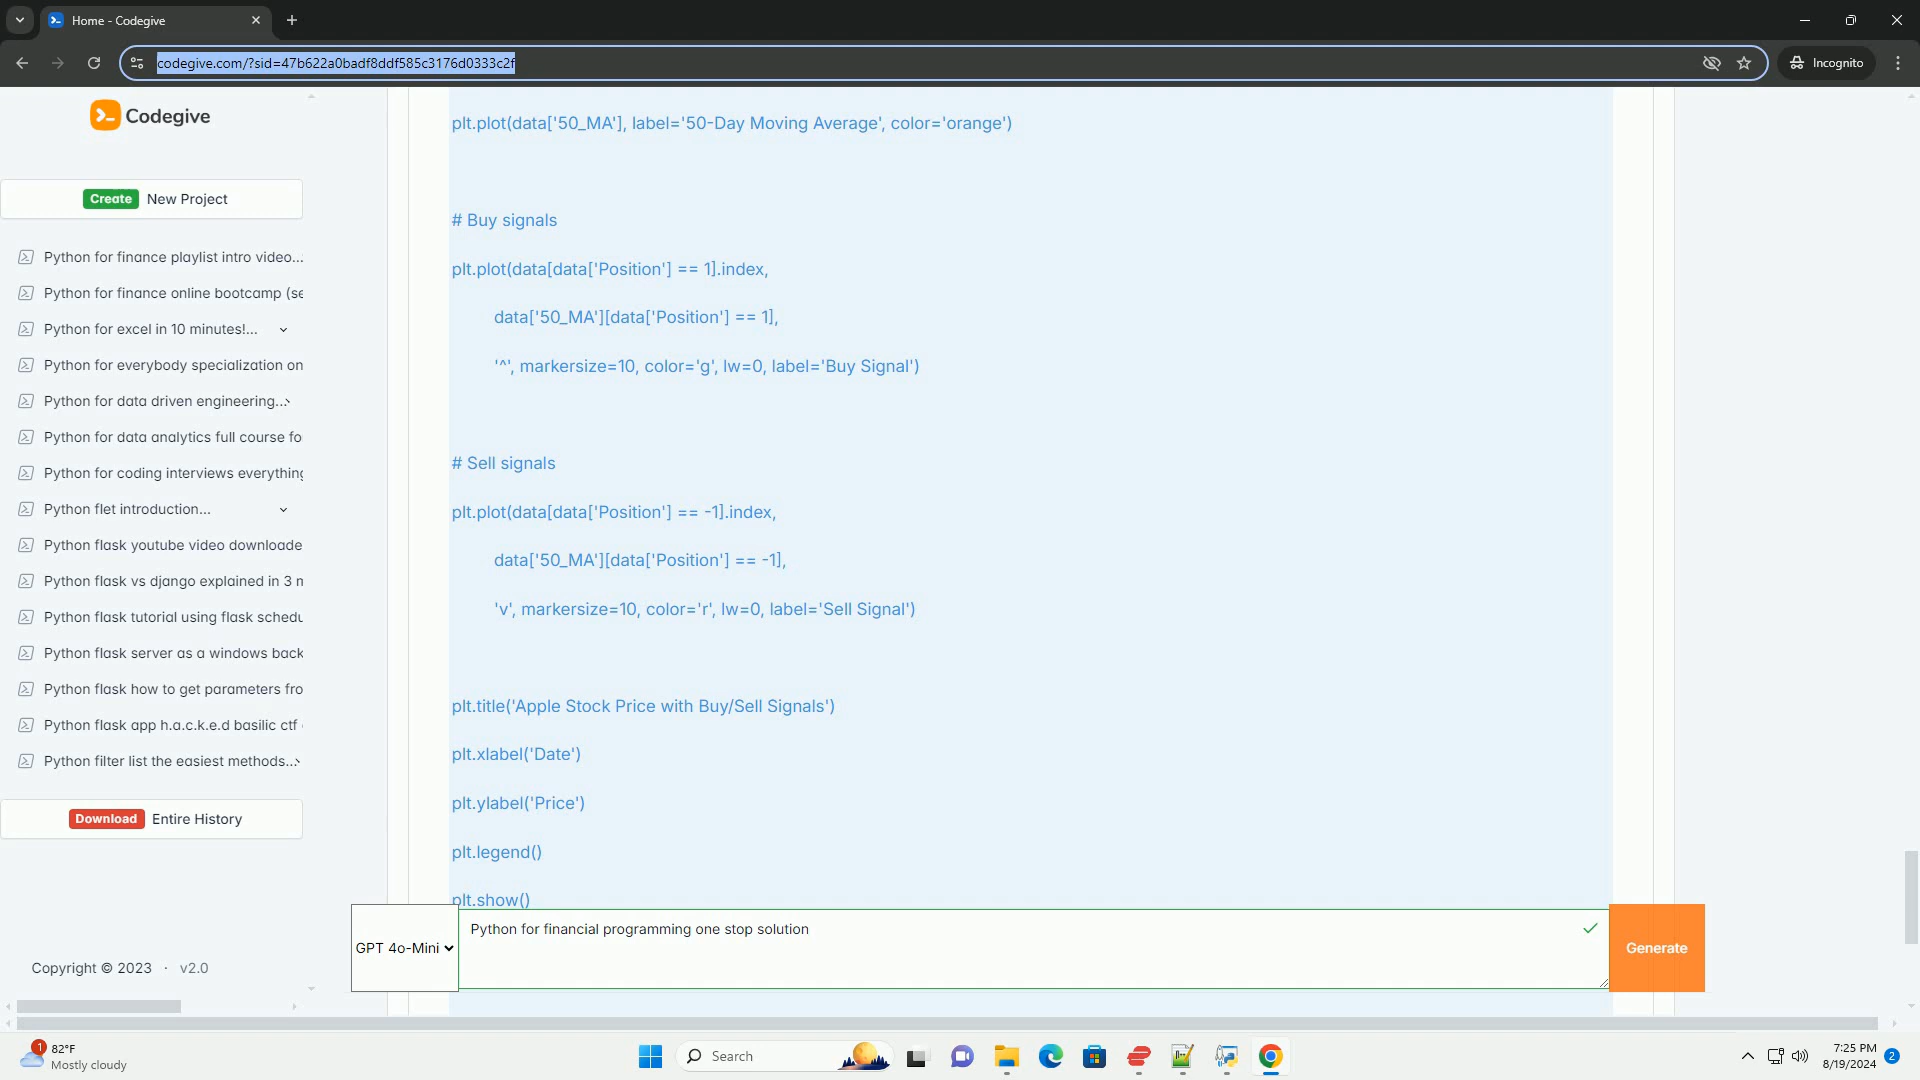 Home - Codegive
codegive.com/?sid=47b622a0badf8ddf585c3176d0333c2f
Incognito
Codegive
Create New Project
Python for finance playlist intro video...
Python for finance online bootcamp (se
Python for excel in 10 minutes!...
Python for everybody specialization on
Python for data driven engineering...
Python for data analytics full course fo
Python for coding interviews everything
Python flet introduction...
Python flask youtube video downloade
Python flask vs django explained in 3 m
Python flask tutorial using flask schedu
Python flask server as a windows back
Python flask how to get parameters fro
Python flask app h.a.c.k.e.d basilic ctf
Python filter list the easiest methods...
Download Entire History
Copyright © 2023 · v2.0
plt.plot(data['50_MA'], label='50-Day Moving Average', color='orange')
# Buy signals
plt.plot(data[data['Position'] == 1].index,
data['50_MA'][data['Position'] == 1],
'^', markersize=10, color='g', lw=0, label='Buy Signal')
# Sell signals
plt.plot(data[data['Position'] == -1].index,
data['50_MA'][data['Position'] == -1],
'v', markersize=10, color='r', lw=0, label='Sell Signal')
plt.title('Apple Stock Price with Buy/Sell Signals')
plt.xlabel('Date')
plt.ylabel('Price')
plt.legend()
plt.show()
GPT 4o-Mini
Python for financial programming one stop solution
Generate
1
82°F
Mostly cloudy
Search
7:25 PM
8/19/2024
2